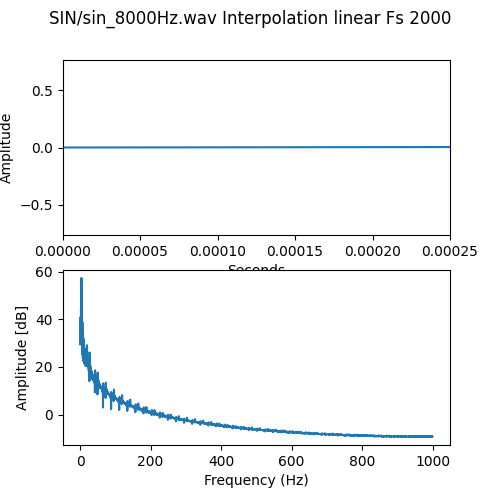 SIN/sin_8000Hz.wav Interpolation linear Fs 2000
0.5
0.0
−0.5
Amplitude
0.00000 0.00005 0.00010 0.00015 0.00020 0.00025
Seconds
60
40
20
0
Amplitude [dB]
0 200 400 600 800 1000
Frequency (Hz)